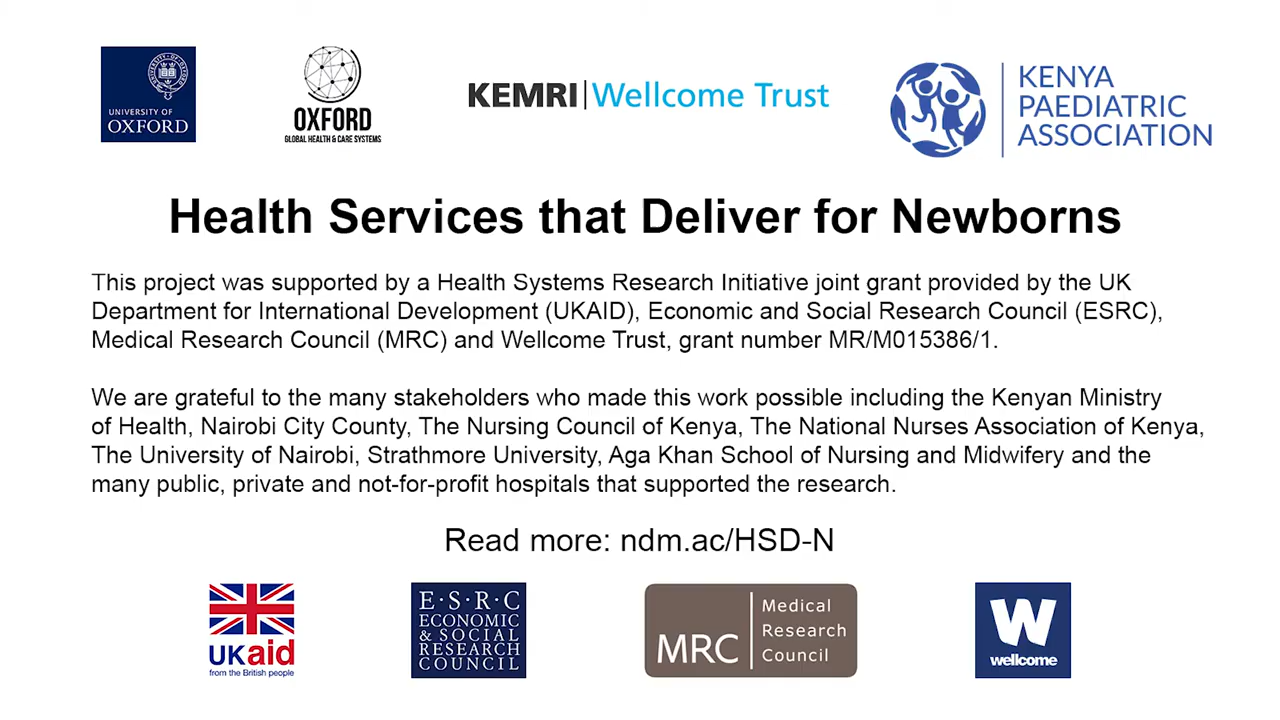 UNIVERSITY OF
OXFORD
OXFORD
GLOBAL HEALTH & CARE SYSTEMS
KEMRI Wellcome Trust
KENYA
PAEDIATRIC
ASSOCIATION
Health Services that Deliver for Newborns
This project was supported by a Health Systems Research Initiative joint grant provided by the UK
Department for International Development (UKAID), Economic and Social Research Council (ESRC),
Medical Research Council (MRC) and Wellcome Trust, grant number MR/M015386/1.
We are grateful to the many stakeholders who made this work possible including the Kenyan Ministry
of Health, Nairobi City County, The Nursing Council of Kenya, The National Nurses Association of Kenya,
The University of Nairobi, Strathmore University, Aga Khan School of Nursing and Midwifery and the
many public, private and not-for-profit hospitals that supported the research.
Read more: ndm.ac/HSD-N
UKaid
from the British people
E·S·R·C
ECONOMIC
& SOCIAL
RESEARCH
COUNCIL
MRC
Medical
Research
Council
W
wellcome